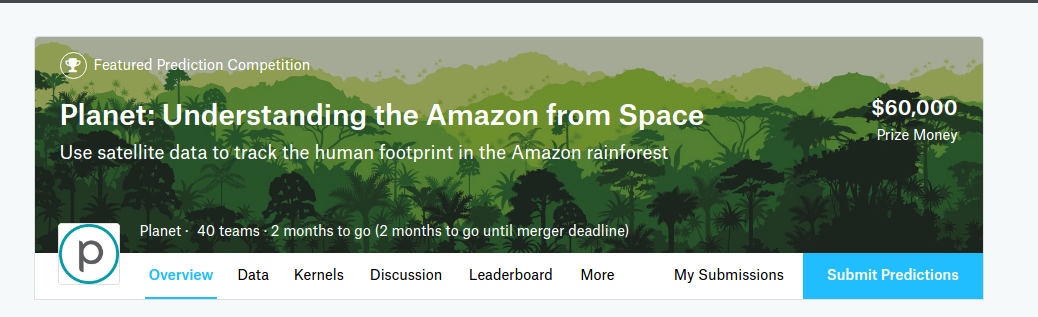 Featured Prediction Competition
Planet: Understanding the Amazon from Space
$60,000
Prize Money
Use satellite data to track the human footprint in the Amazon rainforest
Planet · 40 teams · 2 months to go (2 months to go until merger deadline)
p
Overview Data Kernels Discussion Leaderboard More My Submissions Submit Predictions